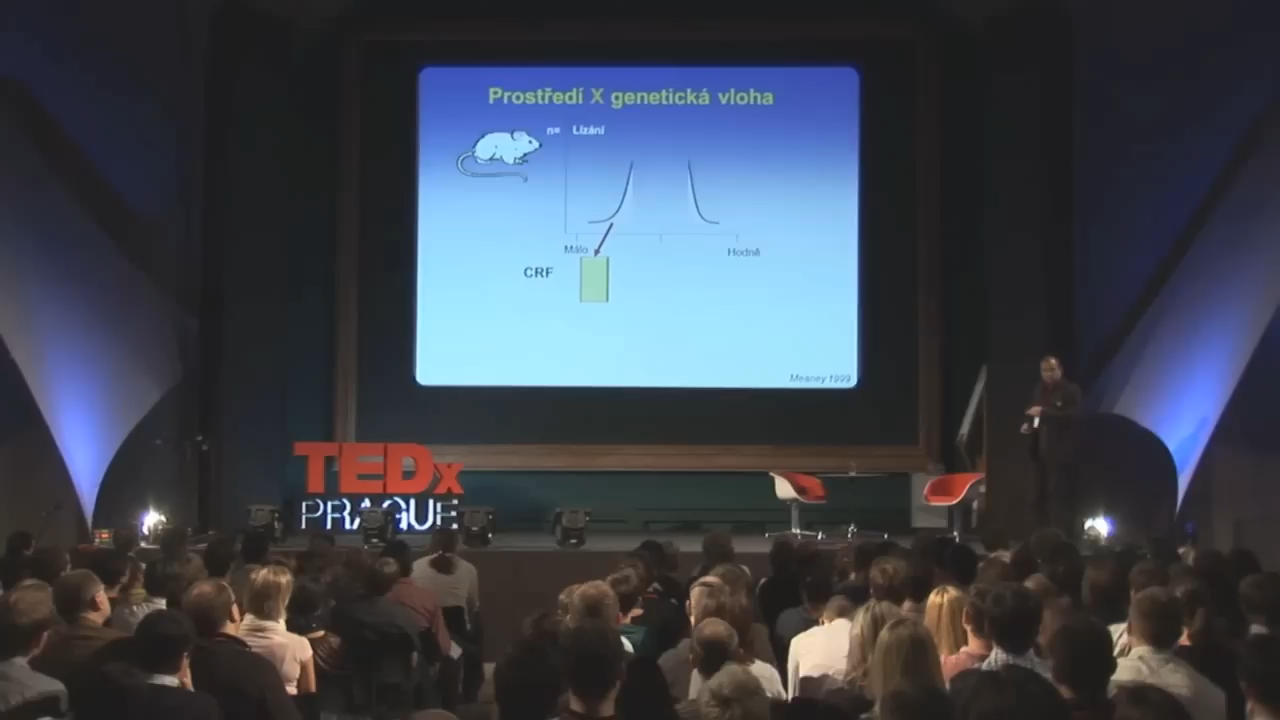 Prostředí X genetická vloha
n= Lízání
Málo
Hodně
CRF
Meaney 1999
TEDx
PRAGUE